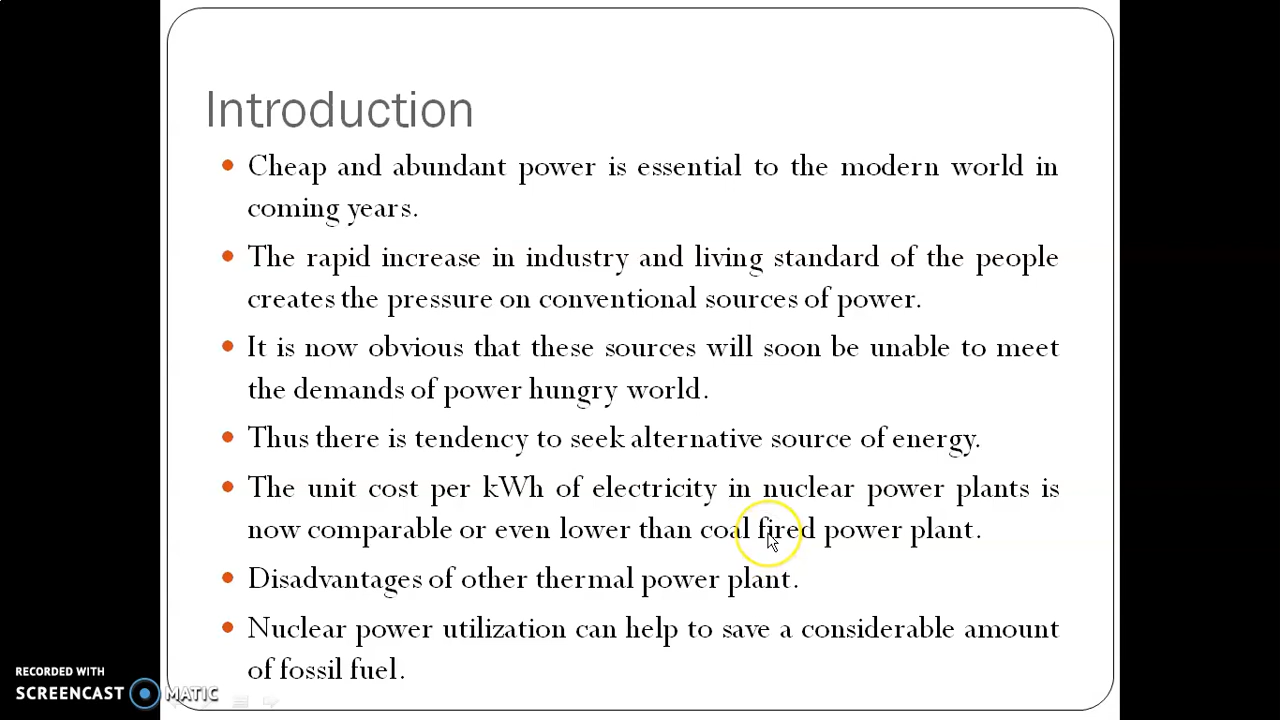 Introduction
Cheap and abundant power is essential to the modern world in
coming years.
The rapid increase in industry and living standard of the people
creates the pressure on conventional sources of power.
It is now obvious that these sources will soon be unable to meet
the demands of power hungry world.
Thus there is tendency to seek alternative source of energy.
The unit cost per kWh of electricity in nuclear power plants is
now comparable or even lower than coal fired power plant.
Disadvantages of other thermal power plant.
Nuclear power utilization can help to save a considerable amount
of fossil fuel.
RECORDED WITH
SCREENCAST MATIC